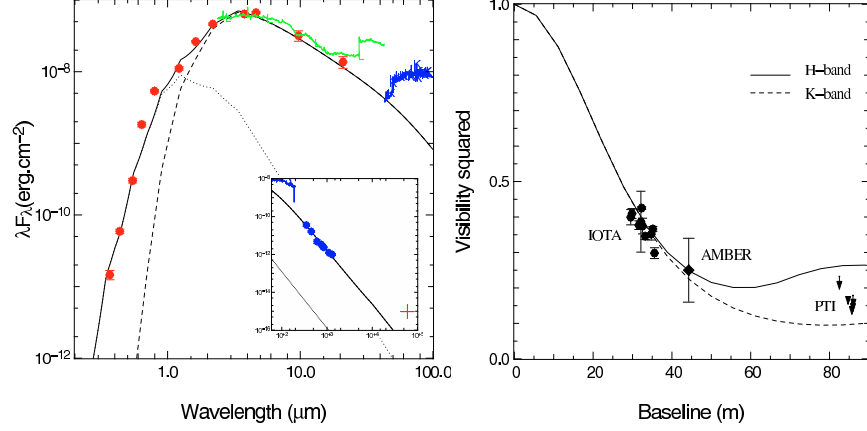 λFλ(erg.cm−2)
10−8
10−10
10−12
1.0
10.0
100.0
Wavelength (μm)
Visibility squared
1.0
0.5
0.0
0
20
40
60
80
Baseline (m)
H−band
K−band
IOTA
AMBER
PTI